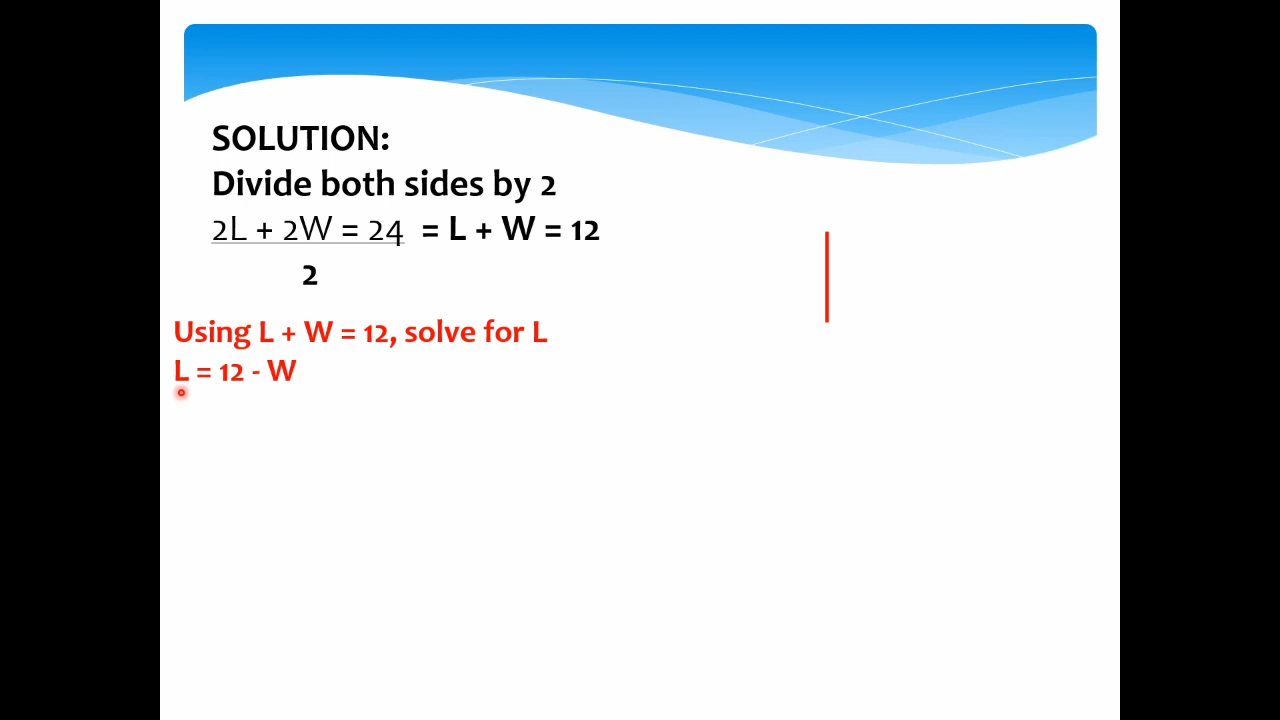 SOLUTION:
Divide both sides by 2
2L + 2W = 24 = L + W = 12
2
Using L + W = 12, solve for L
L = 12 - W